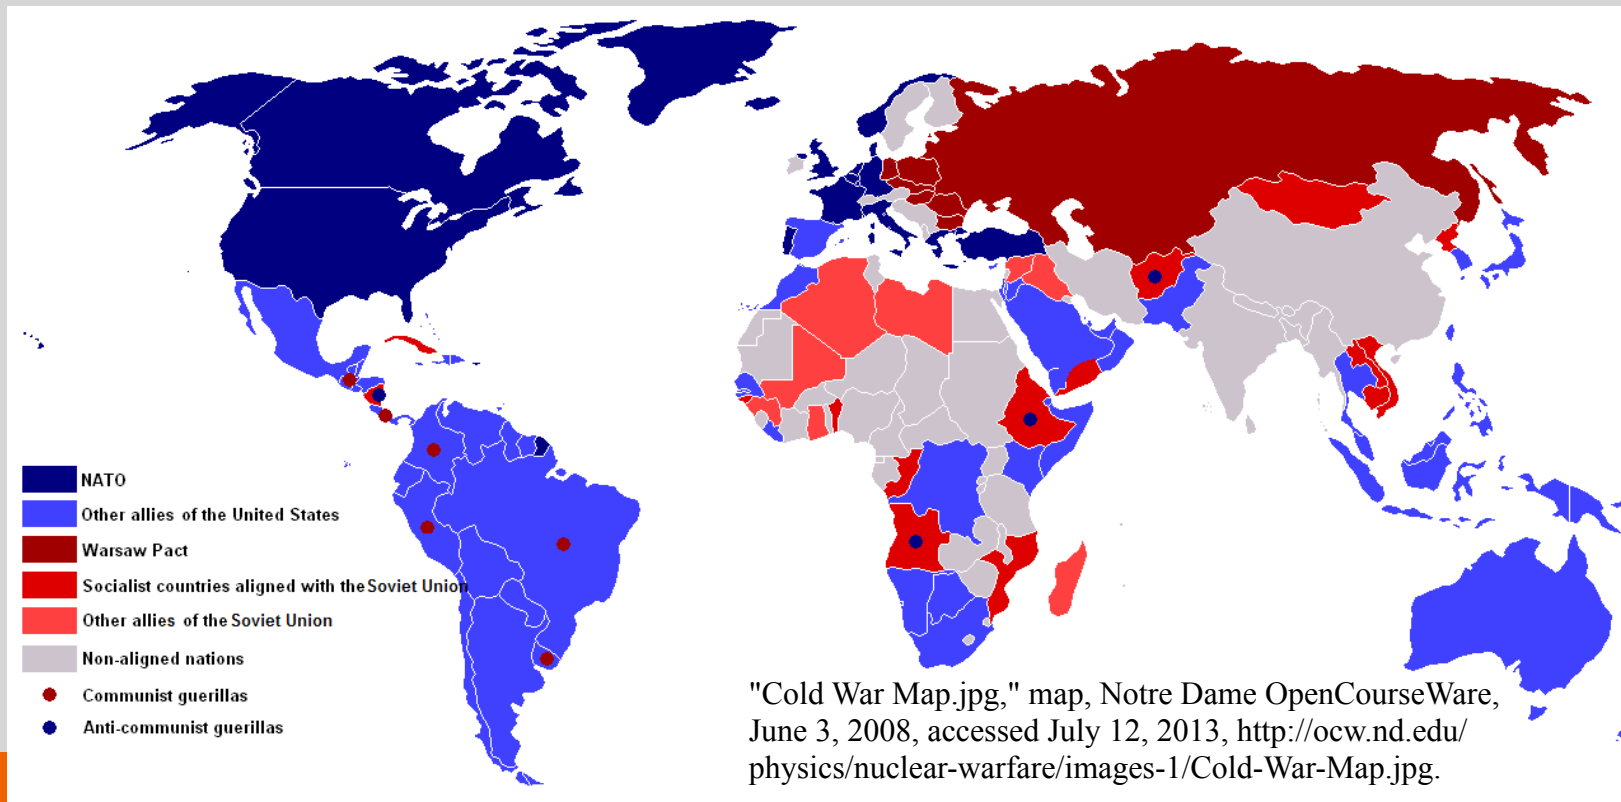 NATO
Other allies of the United States
Warsaw Pact
Socialist countries aligned with the Soviet Union
Other allies of the Soviet Union
Non-aligned nations
Communist guerillas
Anti-communist guerillas
"Cold War Map.jpg," map, Notre Dame OpenCourseWare,
June 3, 2008, accessed July 12, 2013, http://ocw.nd.edu/
physics/nuclear-warfare/images-1/Cold-War-Map.jpg.